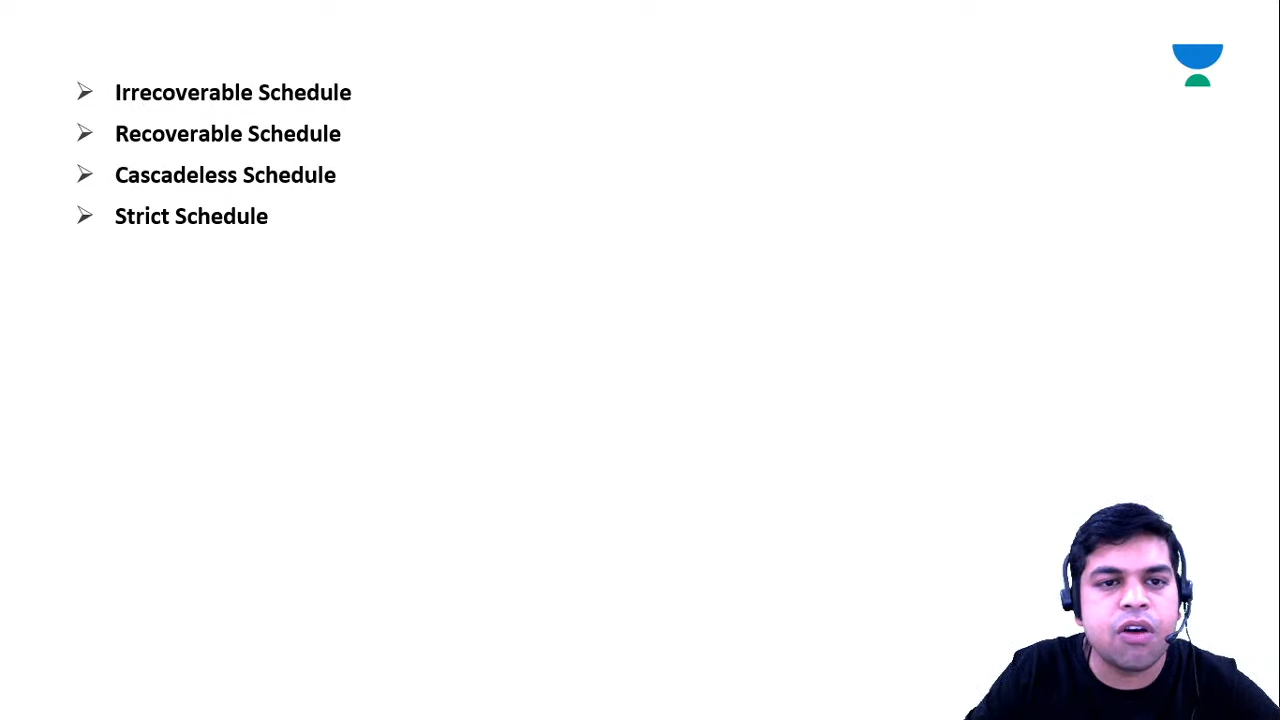 Irrecoverable Schedule
Recoverable Schedule
Cascadeless Schedule
Strict Schedule